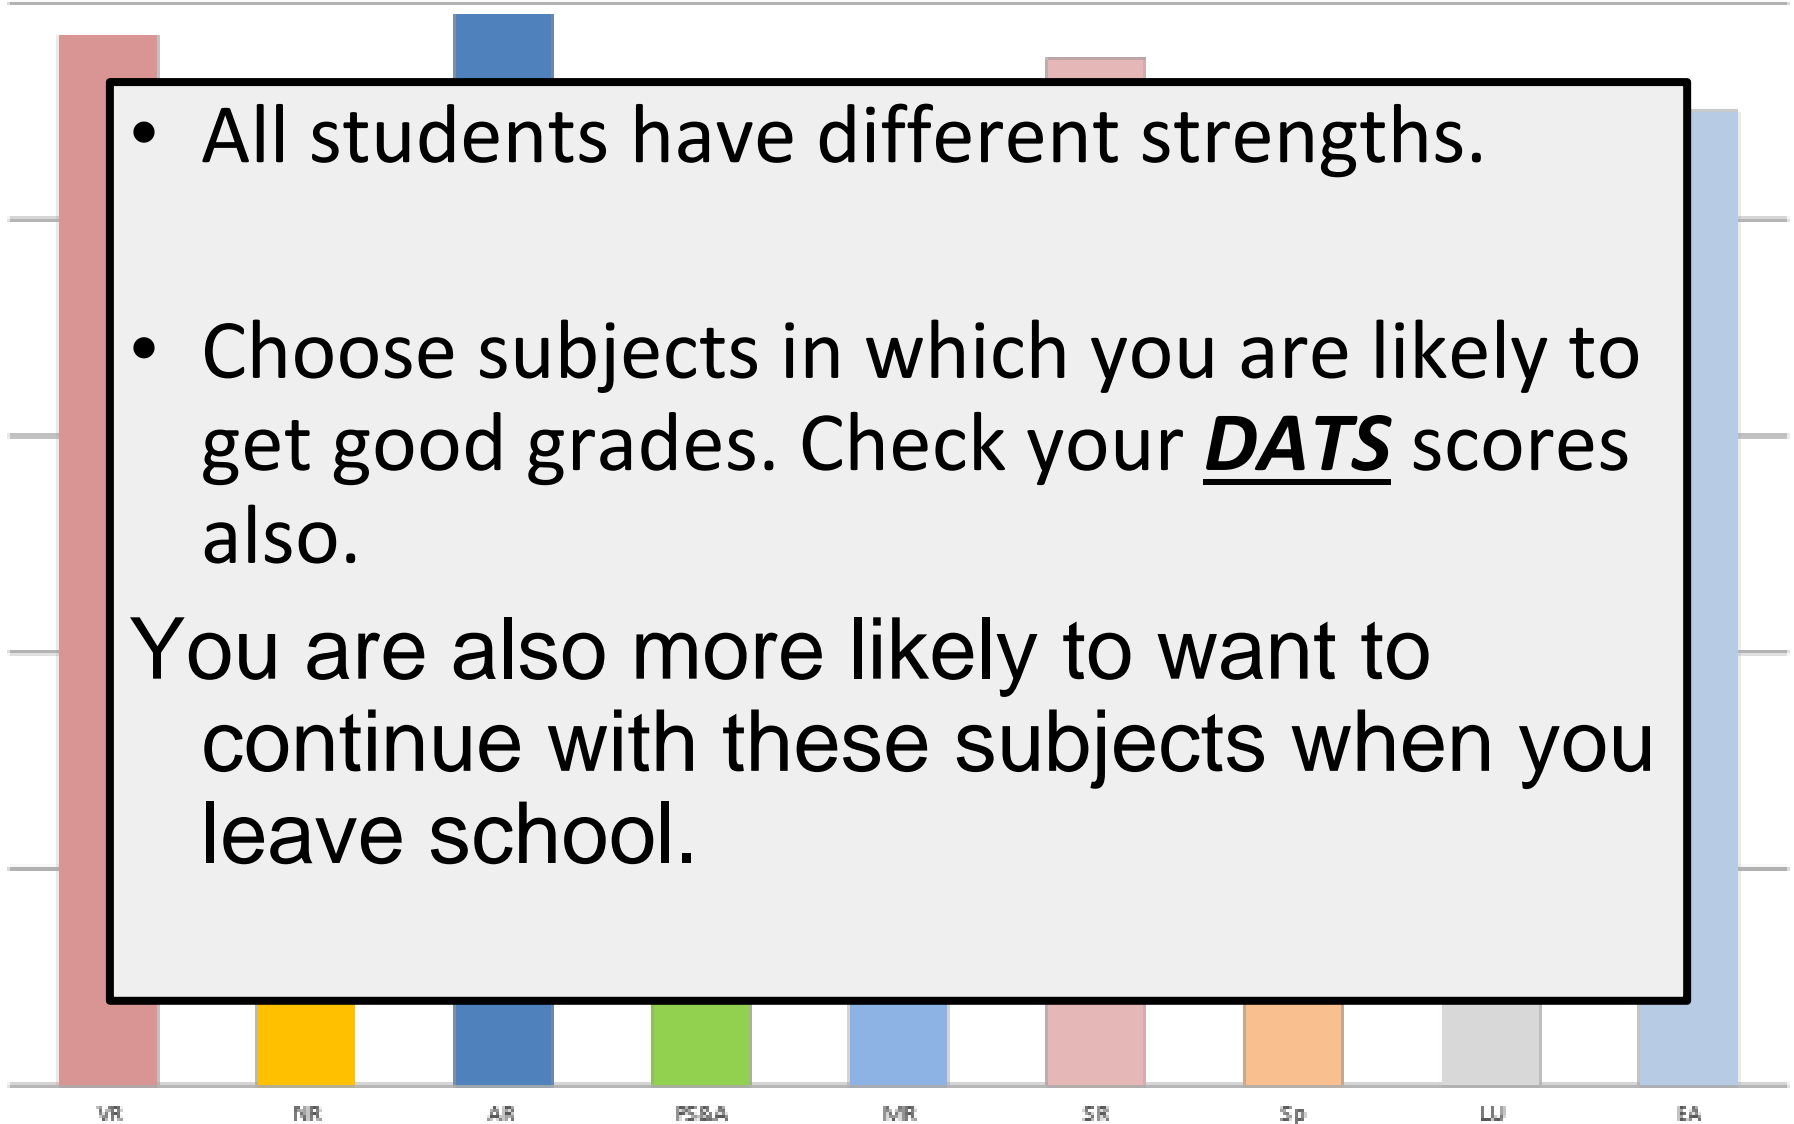 • All students have different strengths.
• Choose subjects in which you are likely to
get good grades. Check your DATS scores
also.
You are also more likely to want to
continue with these subjects when you
leave school.
VR NR AR PS&A MR SR Sp LU EA